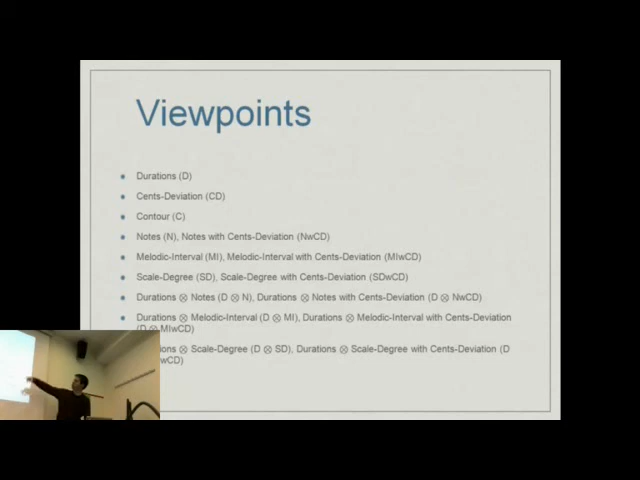 Viewpoints
Durations (D)
Cents-Deviation (CD)
Contour (C)
Notes (N), Notes with Cents-Deviation (NwCD)
Melodic-Interval (MI), Melodic-Interval with Cents-Deviation (MIwCD)
Scale-Degree (SD), Scale-Degree with Cents-Deviation (SDwCD)
Durations ⊗ Notes (D ⊗ N), Durations ⊗ Notes with Cents-Deviation (D ⊗ NwCD)
Durations ⊗ Melodic-Interval (D ⊗ MI), Durations ⊗ Melodic-Interval with Cents-Deviation
(D ⊗ MIwCD)
⊗ Scale-Degree (D ⊗ SD), Durations ⊗ Scale-Degree with Cents-Deviation (D